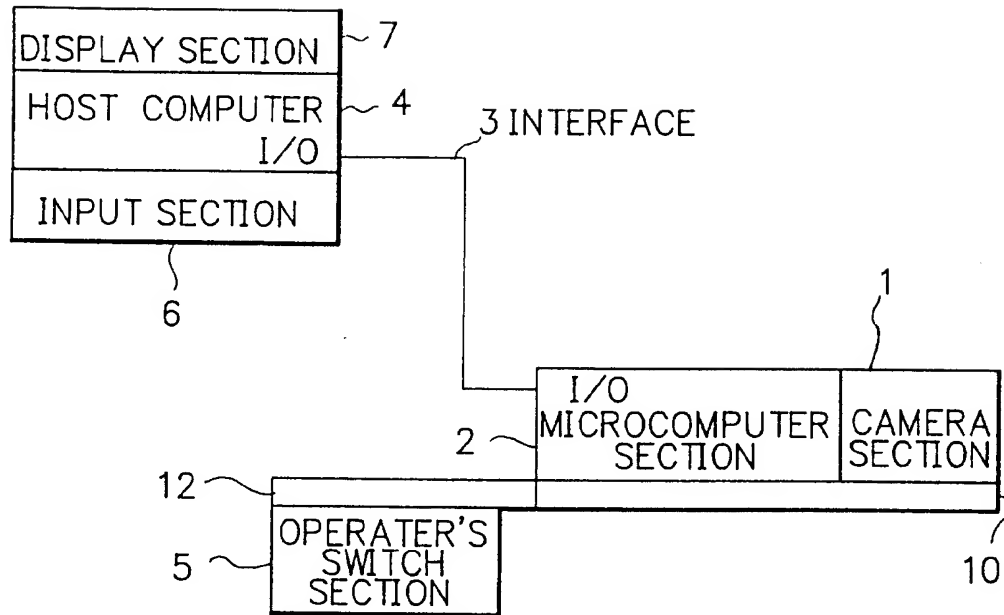 DISPLAY SECTION
7
HOST COMPUTER
4
I/O
3 INTERFACE
INPUT SECTION
6
1
I/O
MICROCOMPUTER
SECTION
2
CAMERA
SECTION
12
10
OPERATER'S
SWITCH
SECTION
5